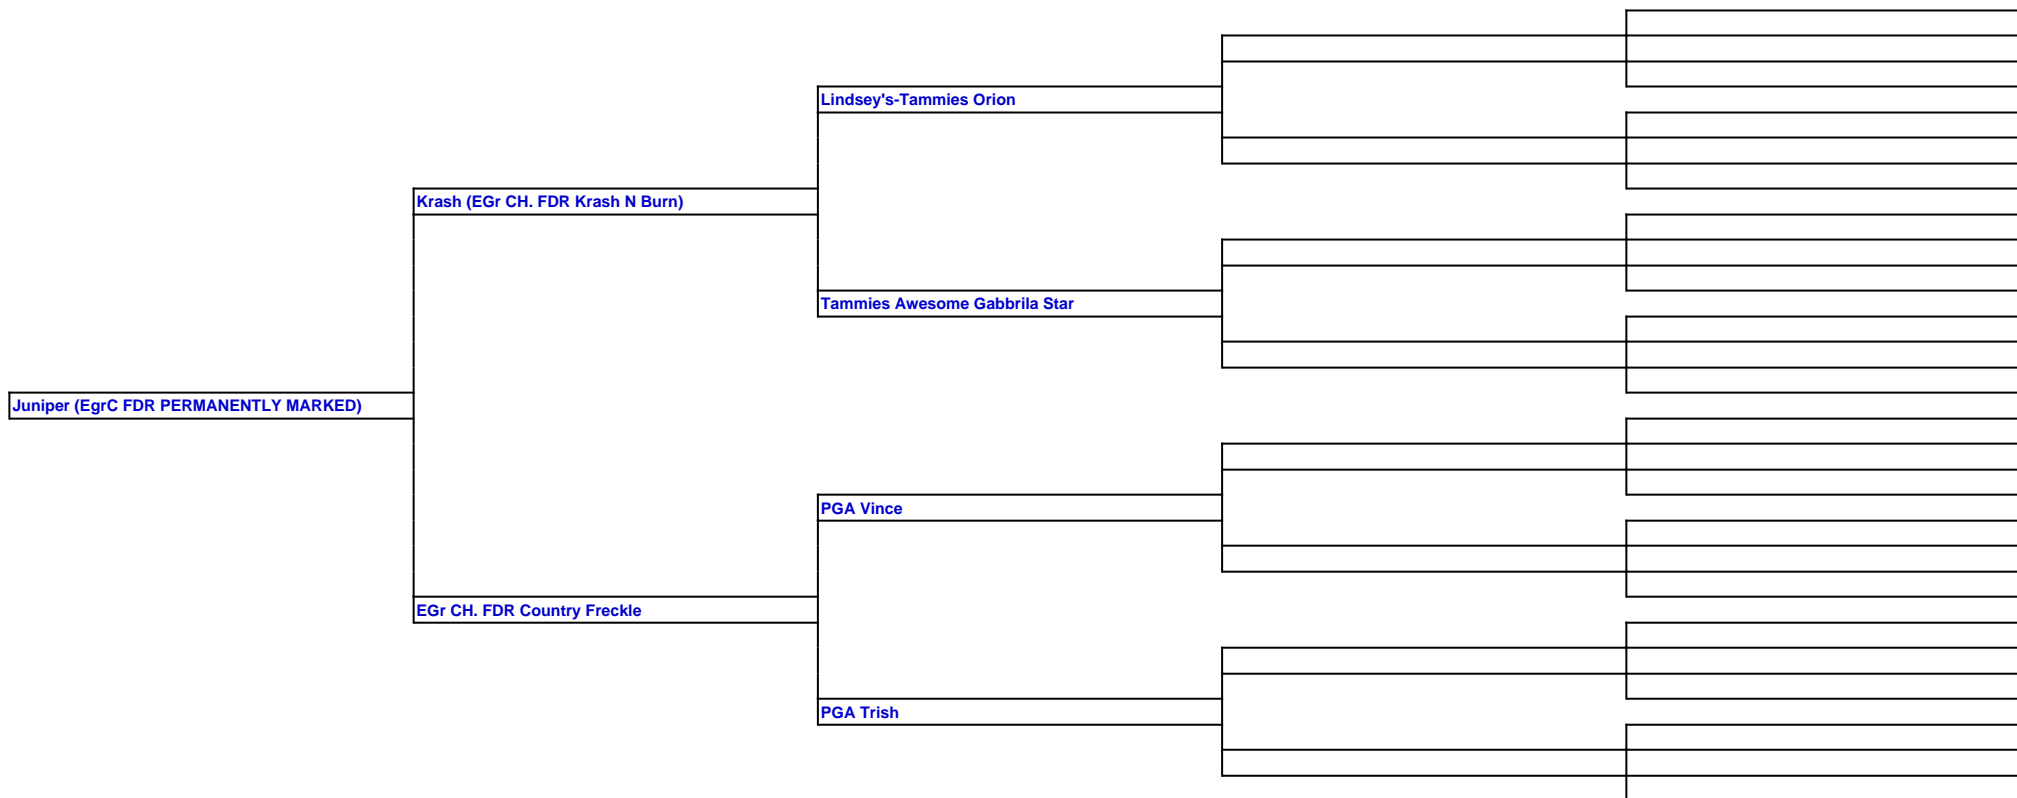 Lindsey's-Tammies Orion
Krash (EGr CH. FDR Krash N Burn)
Tammies Awesome Gabbrila Star
Juniper (EgrC FDR PERMANENTLY MARKED)
PGA Vince
EGr CH. FDR Country Freckle
PGA Trish